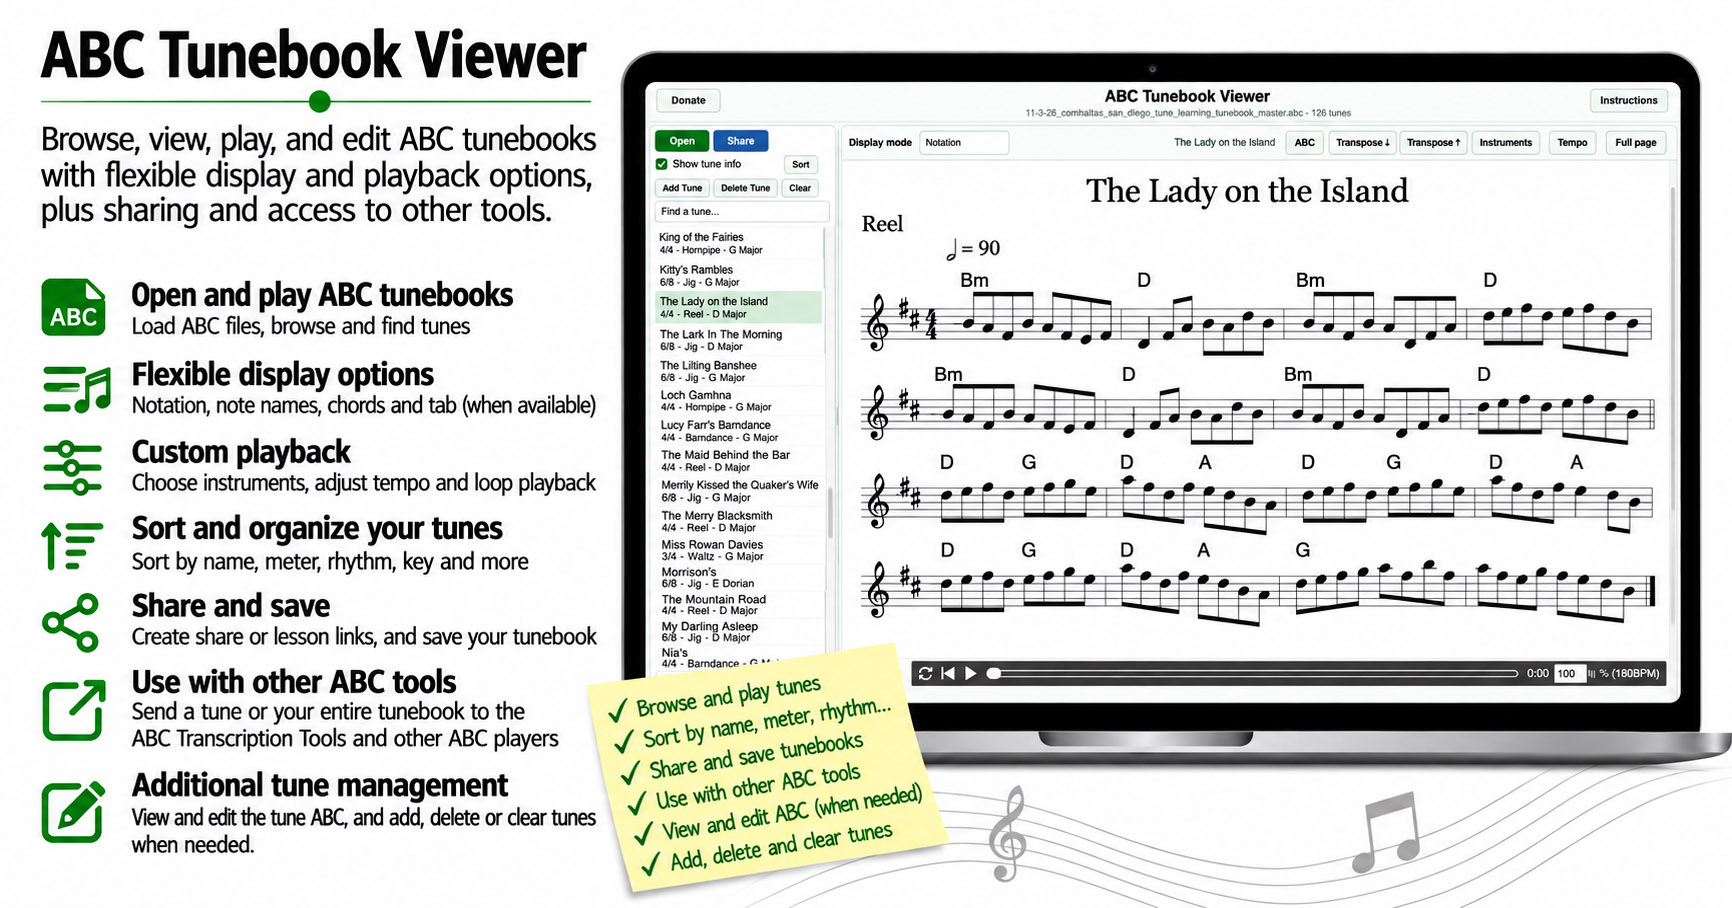 ABC Tunebook Viewer
Browse, view, play, and edit ABC tunebooks
with flexible display and playback options,
plus sharing and access to other tools.
ABC
Open and play ABC tunebooks
Load ABC files, browse and find tunes
Flexible display options
Notation, note names, chords and tab (when available)
Custom playback
Choose instruments, adjust tempo and loop playback
Sort and organize your tunes
Sort by name, meter, rhythm, key and more
Share and save
Create share or lesson links, and save your tunebook
Use with other ABC tools
Send a tune or your entire tunebook to the
ABC Transcription Tools and other ABC players
Additional tune management
View and edit the tune ABC, and add, delete or clear tunes
when needed.
Donate
ABC Tunebook Viewer
11-3-26_comhaltas_san_diego_tune_learning_tunebook_master.abc - 126 tunes
Instructions
Open Share
Show tune info Sort
Add Tune Delete Tune Clear
Find a tune...
King of the Fairies
4/4 - Hornpipe - G Major
Kitty's Rambles
6/8 - Jig - G Major
The Lady on the Island
4/4 - Reel - D Major
The Lark In The Morning
6/8 - Jig - D Major
The Lilting Banshee
6/8 - Jig - G Major
Loch Gamhna
4/4 - Hornpipe - G Major
Lucy Farr's Barndance
4/4 - Barndance - G Major
The Maid Behind the Bar
4/4 - Reel - D Major
Merrily Kissed the Quaker's Wife
6/8 - Jig - G Major
The Merry Blacksmith
4/4 - Reel - D Major
Miss Rowan Davies
3/4 - Waltz - G Major
Morrison's
6/8 - Jig - E Dorian
The Mountain Road
4/4 - Reel - D Major
My Darling Asleep
6/8 - Jig - D Major
Nia's
4/4 - Barndance - G
Display mode Notation The Lady on the Island ABC Transpose↓ Transpose↑ Instruments Tempo Full page
The Lady on the Island
Reel
= 90
Bm D Bm D
4
4
Bm D Bm D
D G D A D G D A
D G D A G
0:00 100 % (180BPM)
✓ Browse and play tunes
✓ Sort by name, meter, rhythm...
✓ Share and save tunebooks
✓ Use with other ABC tools
✓ View and edit ABC (when needed)
✓ Add, delete and clear tunes